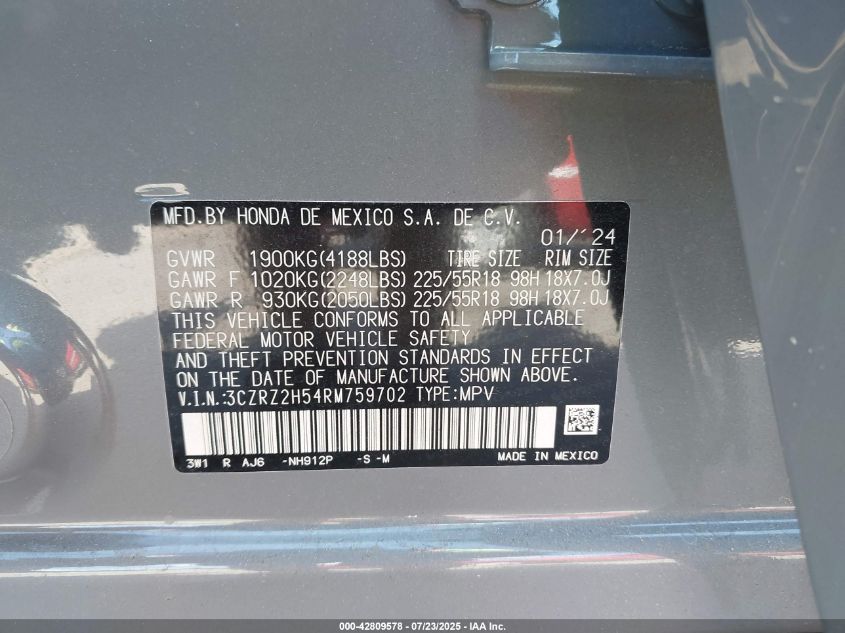 MFD.BY HONDA DE MEXICO S.A. DE C.V.
01/'24
GVWR 1900KG(4188LBS) TIRE SIZE RIM SIZE
GAWR F 1020KG(2248LBS) 225/55R18 98H 18X7.0J
GAWR R 930KG(2050LBS) 225/55R18 98H 18X7.0J
THIS VEHICLE CONFORMS TO ALL APPLICABLE
FEDERAL MOTOR VEHICLE SAFETY
AND THEFT PREVENTION STANDARDS IN EFFECT
ON THE DATE OF MANUFACTURE SHOWN ABOVE.
V.I.N.:3CZRZ2H54RM759702 TYPE:MPV
3W1 R AJ6 -NH912P -S -M MADE IN MEXICO
000-42809578 - 07/23/2025 - IAA Inc.